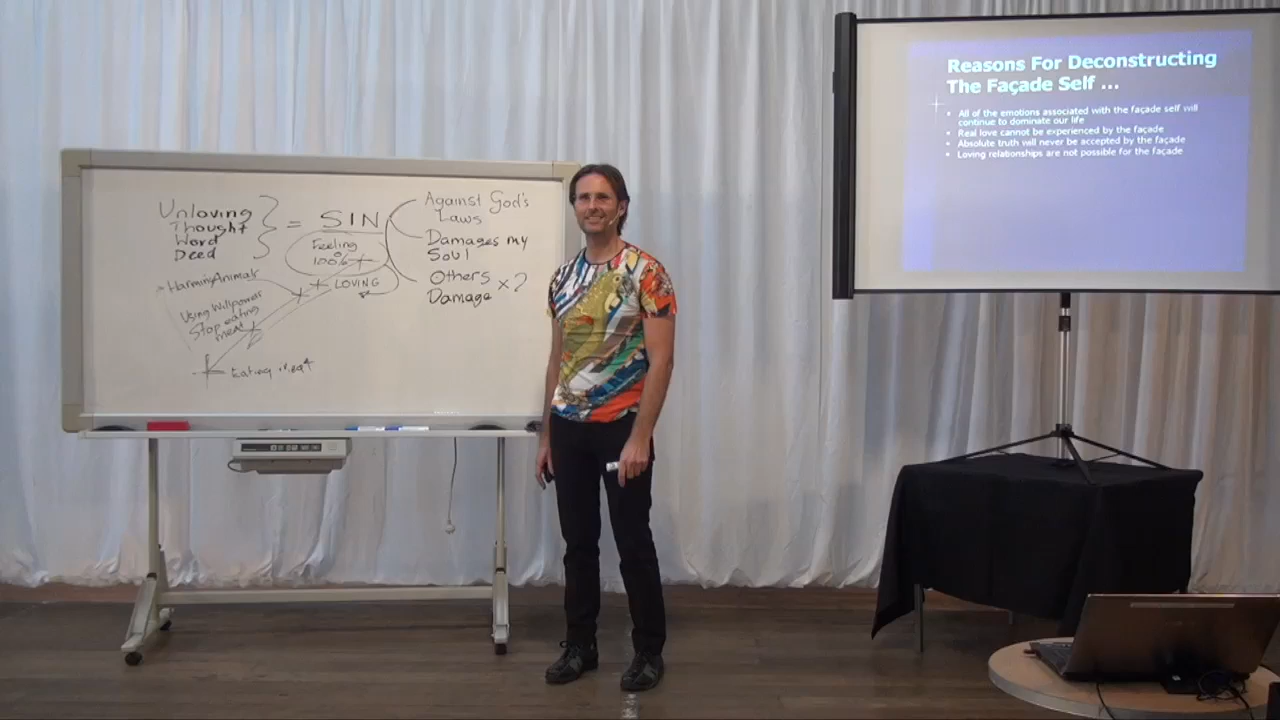 Unloving
Thought
Word
Deed
= SIN
Feeling
100%
LOVING
Against God's
Laws
Damages my
Soul
Others x ?
Damage
Harming Animals
Using Willpower
Stop eating
meat
Eating Meat
Reasons For Deconstructing
The Façade Self ...
• All of the emotions associated with the façade self will
continue to dominate our life
• Real love cannot be experienced by the façade
• Absolute truth will never be accepted by the façade
• Loving relationships are not possible for the façade